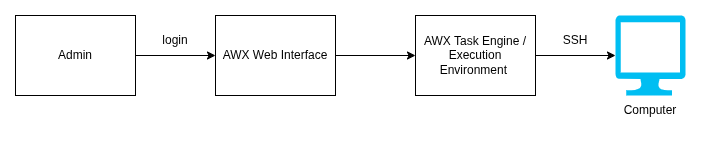 Admin
login
AWX Web Interface
AWX Task Engine /
Execution
Environment
SSH
Computer